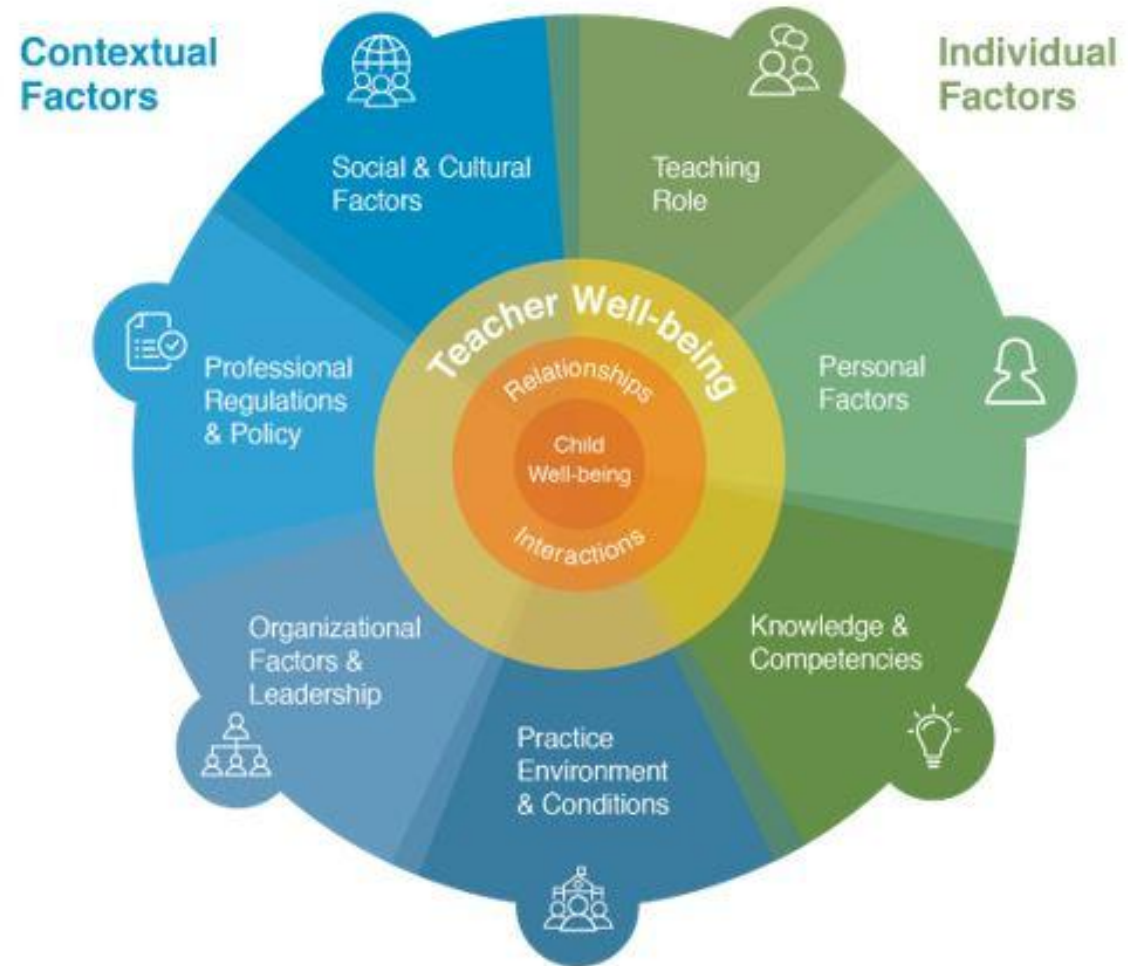 Contextual
Factors
Individual
Factors
Social & Cultural
Factors
Teaching
Role
Teacher Well-being
Relationships
Child
Well-being
Interactions
Professional
Regulations
& Policy
Personal
Factors
Organizational
Factors &
Leadership
Knowledge &
Competencies
Practice
Environment
& Conditions